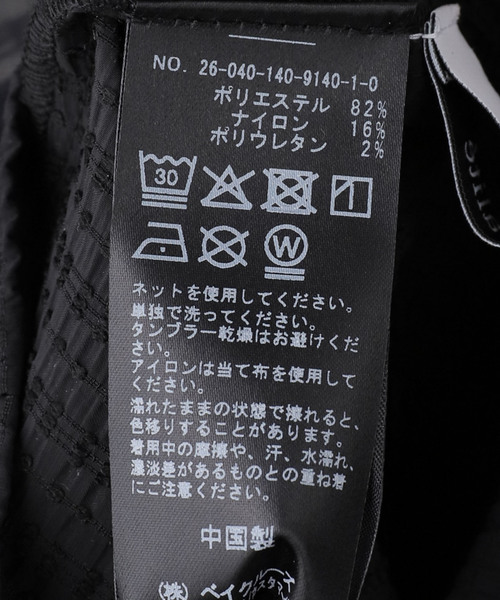 NO. 26-040-140-9140-1-0
ポリエステル 82%
ナイロン 16%
ポリウレタン 2%
30
W
ネットを使用してください。
単独で洗ってください。
タンブラー乾燥はお避けくだ
さい。
アイロンは当て布を使用して
ください。
濡れたままの状態で擦れると、
色移りすることがあります。
着用中の摩擦や、汗、水濡れ、
濃淡差があるものとの重ね着
にご注意ください。
中国製
(株) ベイクル